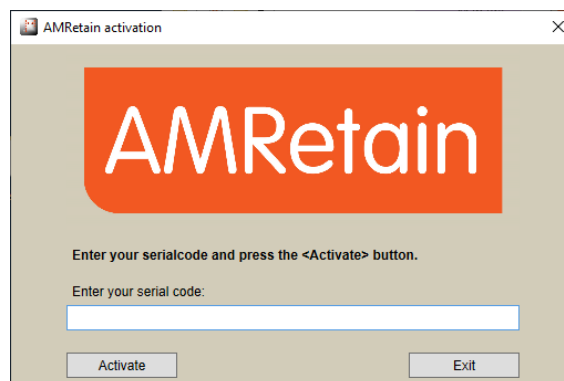 AMRetain activation
AMRetain
Enter your serialcode and press the <Activate> button.
Enter your serial code:
Activate
Exit